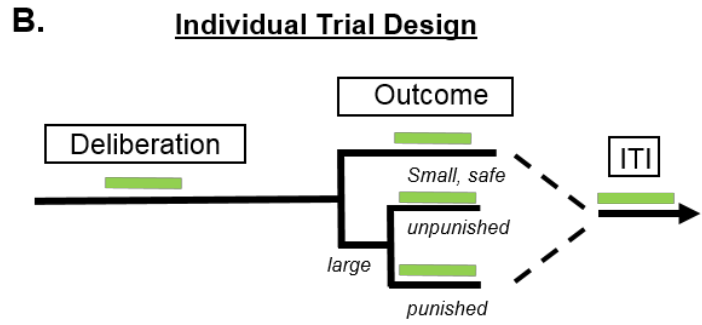 B.
Individual Trial Design
Outcome
Deliberation
ITI
Small, safe
unpunished
large
punished